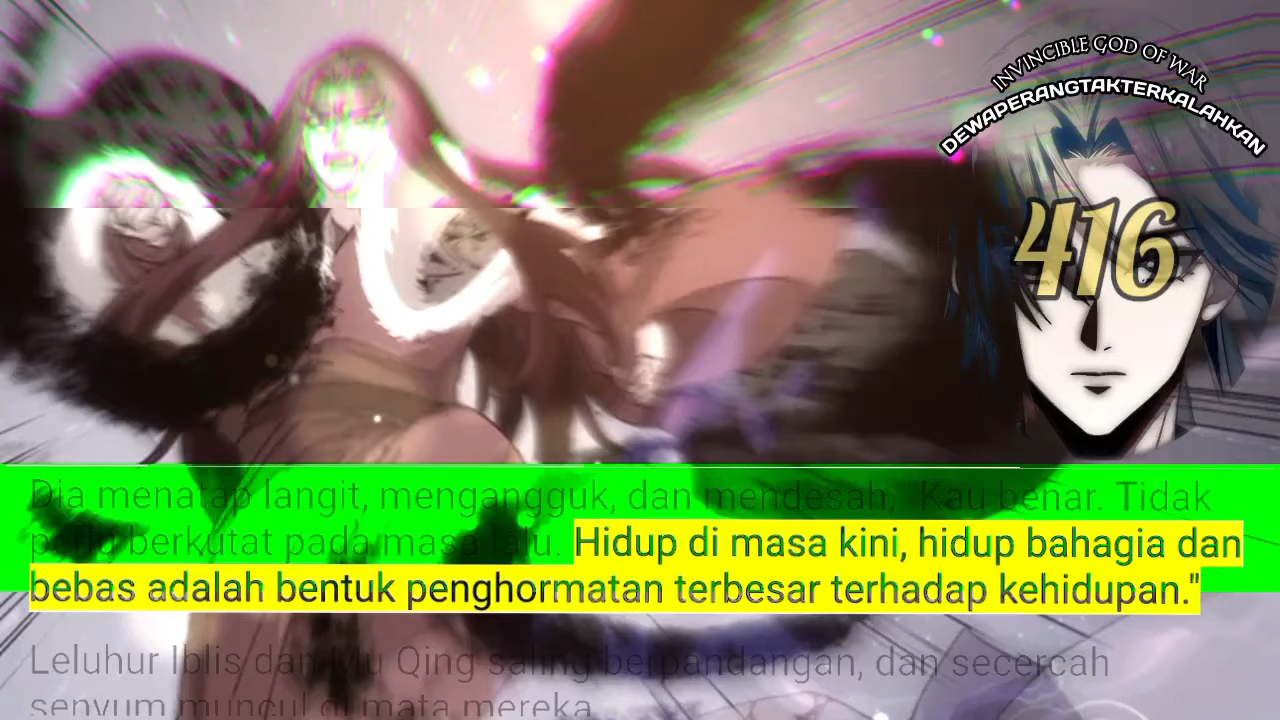 INVINCIBLE GOD OF WAR
DEWAPERANGTAKTERKALAHKAN
416
Dia menatap langit, mengangguk, dan mendesah, "Kau benar. Tidak
perlu berkutat pada masa lalu. Hidup di masa kini, hidup bahagia dan
bebas adalah bentuk penghormatan terbesar terhadap kehidupan."
Leluhur Iblis dan Mu Qing saling berpandangan, dan secercah
senyum muncul di mata mereka.